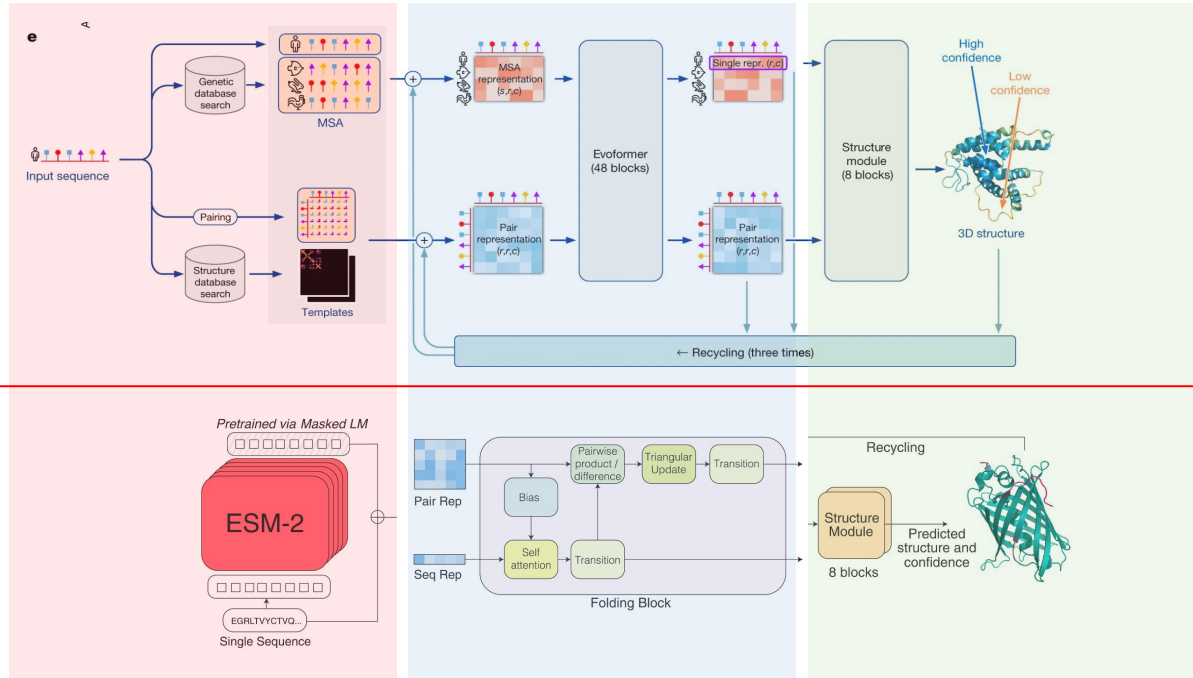 e
A
Genetic
database
search
MSA
Input sequence
Pairing
Structure
database
search
Templates
MSA
representation
(s,r,c)
Pair
representation
(r,r,c)
Evoformer
(48 blocks)
Single repr. (r,c)
Pair
representation
(r,r,c)
Structure
module
(8 blocks)
High
confidence
Low
confidence
3D structure
← Recycling (three times)
Pretrained via Masked LM
ESM-2
EGRLTVYCTVQ...
Single Sequence
Pair Rep
Seq Rep
Bias
Self
attention
Pairwise
product /
difference
Transition
Triangular
Update
Transition
Folding Block
Recycling
Structure
Module
8 blocks
Predicted
structure and
confidence